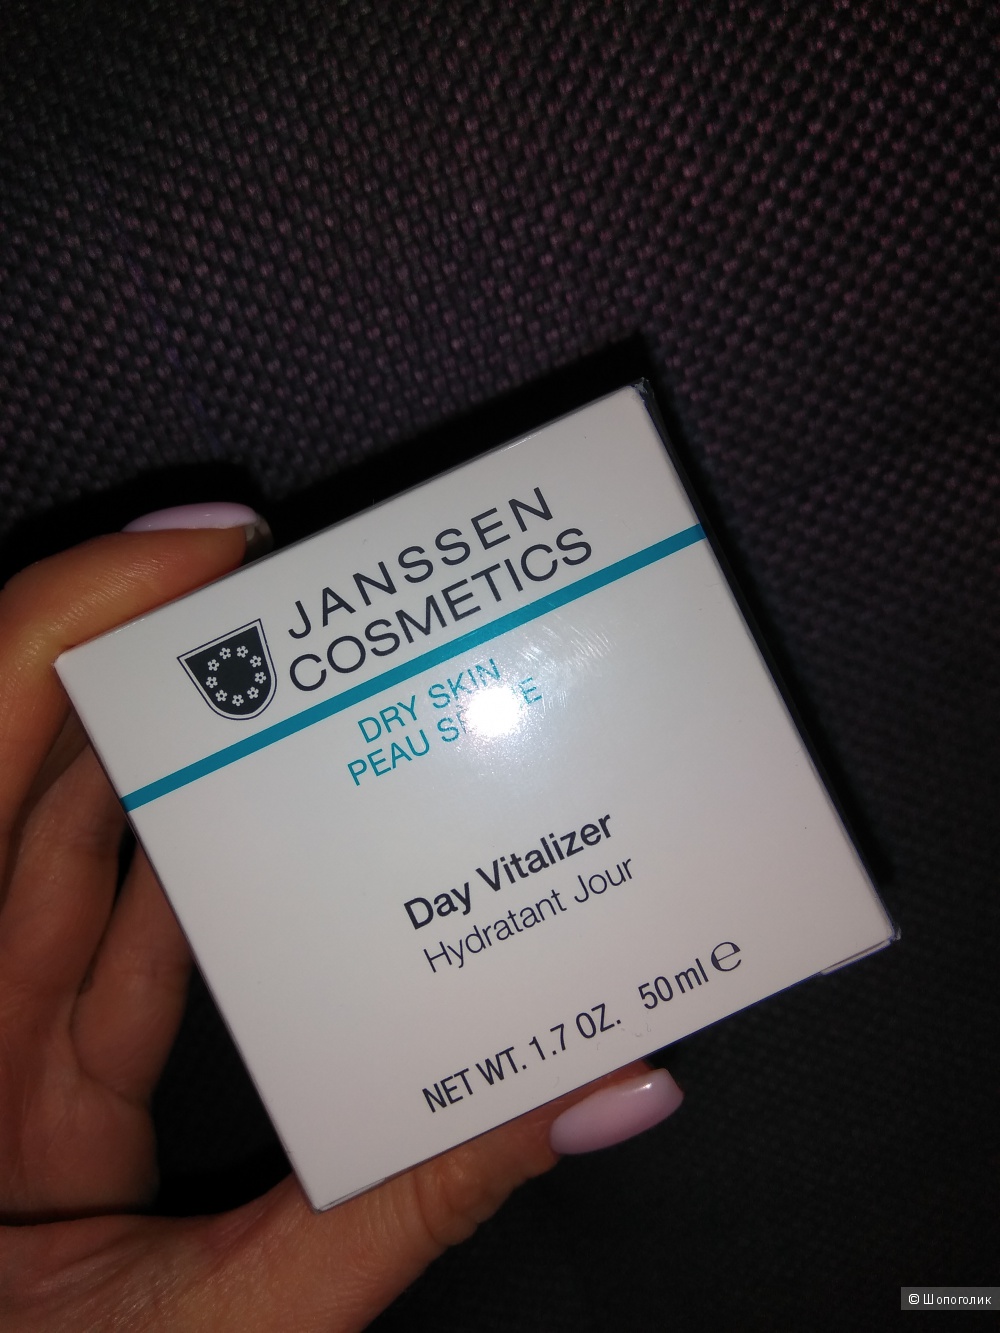 JANSSEN
COSMETICS
DRY SKIN
PEAU
Day Vitalizer
Hydratant Jour
NET WT. 1.7 OZ. 50 ml ℮
© Шопоголик